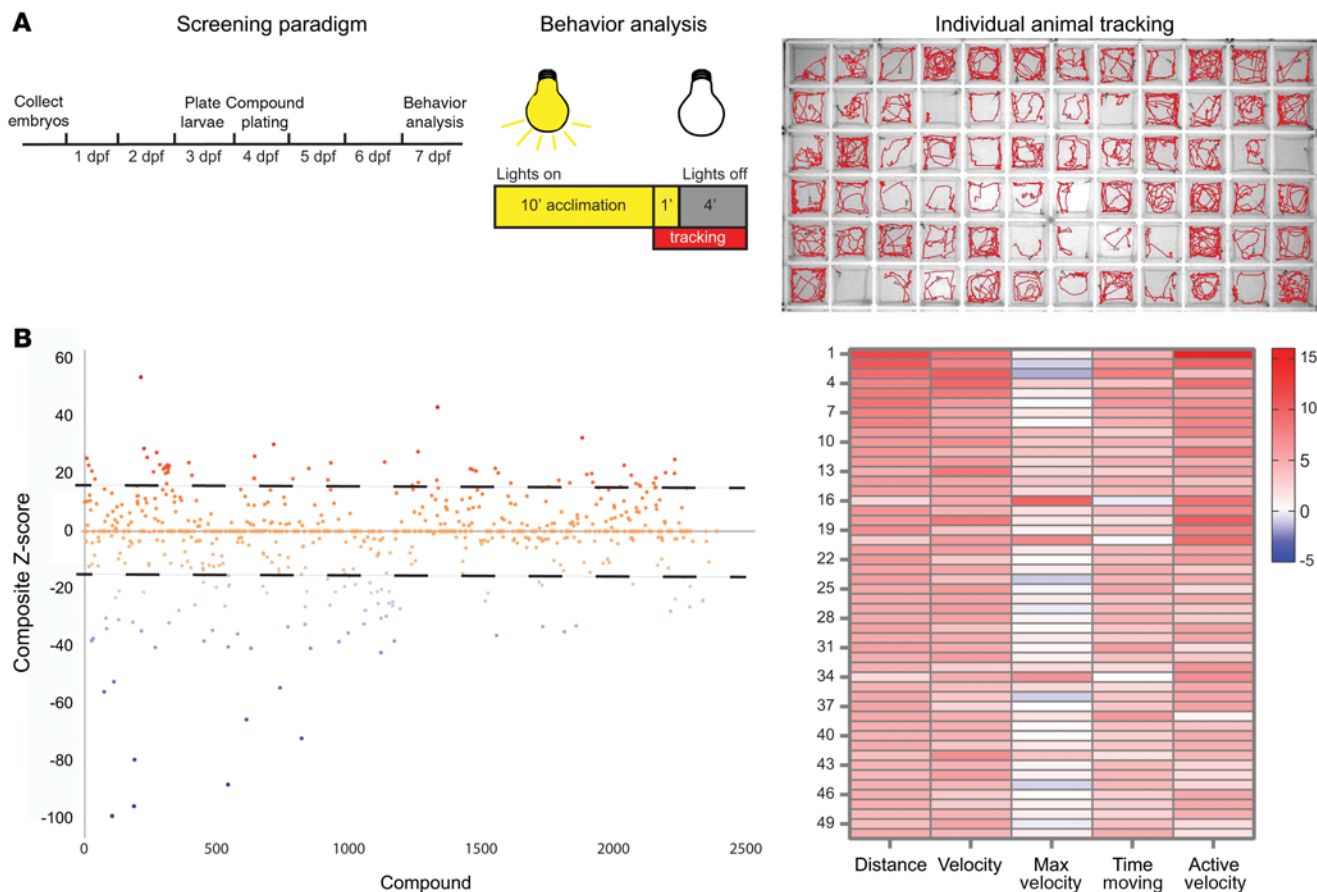 A
Screening paradigm
Behavior analysis
Individual animal tracking
Collect
embryos
Plate
larvae
Compound
plating
Behavior
analysis
1 dpf
2 dpf
3 dpf
4 dpf
5 dpf
6 dpf
7 dpf
Lights on
Lights off
10’ acclimation
1’
4’
tracking
B
Composite Z-score
60
40
20
0
-20
-40
-60
-80
-100
0
500
1000
1500
2000
2500
Compound
1
4
7
10
13
16
19
22
25
28
31
34
37
40
43
46
49
Distance
Velocity
Max
velocity
Time
moving
Active
velocity
15
10
5
0
-5